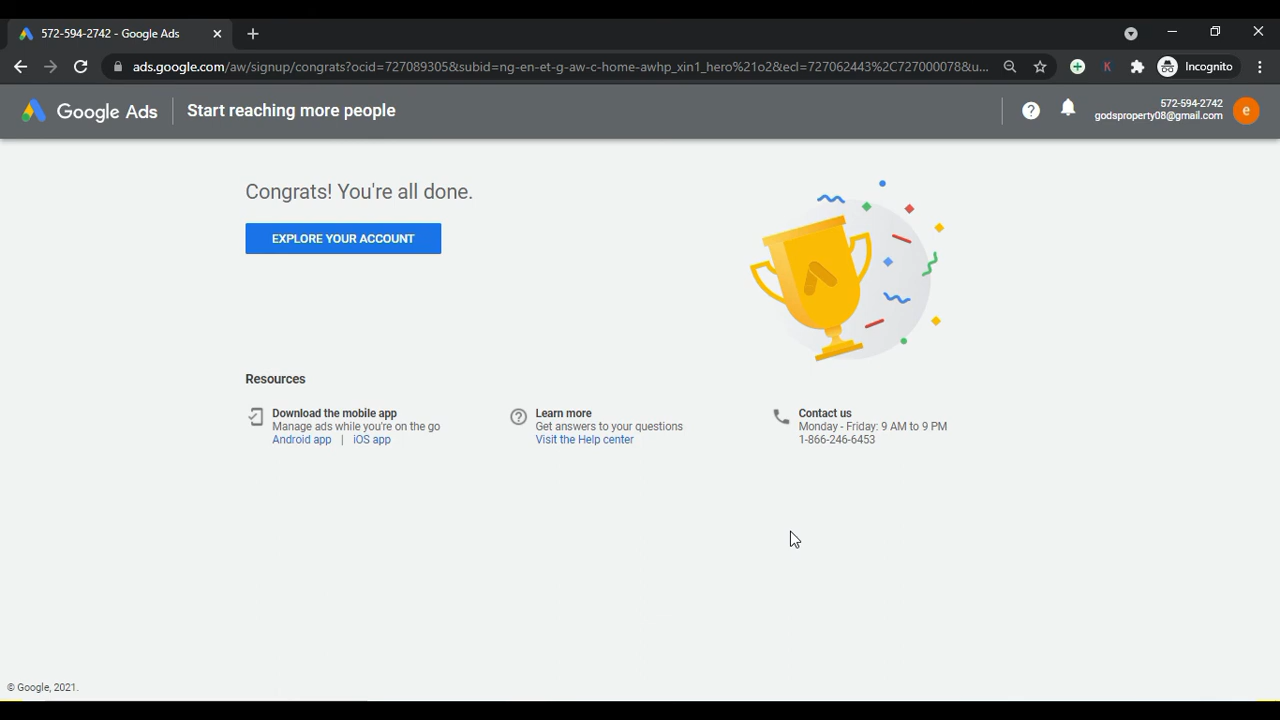 572-594-2742 - Google Ads
ads.google.com/aw/signup/congrats?ocid=727089305&subid=ng-en-et-g-aw-c-home-awhp_xin1_hero%21o2&ecl=727062443%2C727000078&u...
K
Incognito
Google Ads
Start reaching more people
572-594-2742
godsproperty08@gmail.com
e
Congrats! You're all done.
EXPLORE YOUR ACCOUNT
Resources
Download the mobile app
Manage ads while you're on the go
Android app | iOS app
Learn more
Get answers to your questions
Visit the Help center
Contact us
Monday - Friday: 9 AM to 9 PM
1-866-246-6453
© Google, 2021.